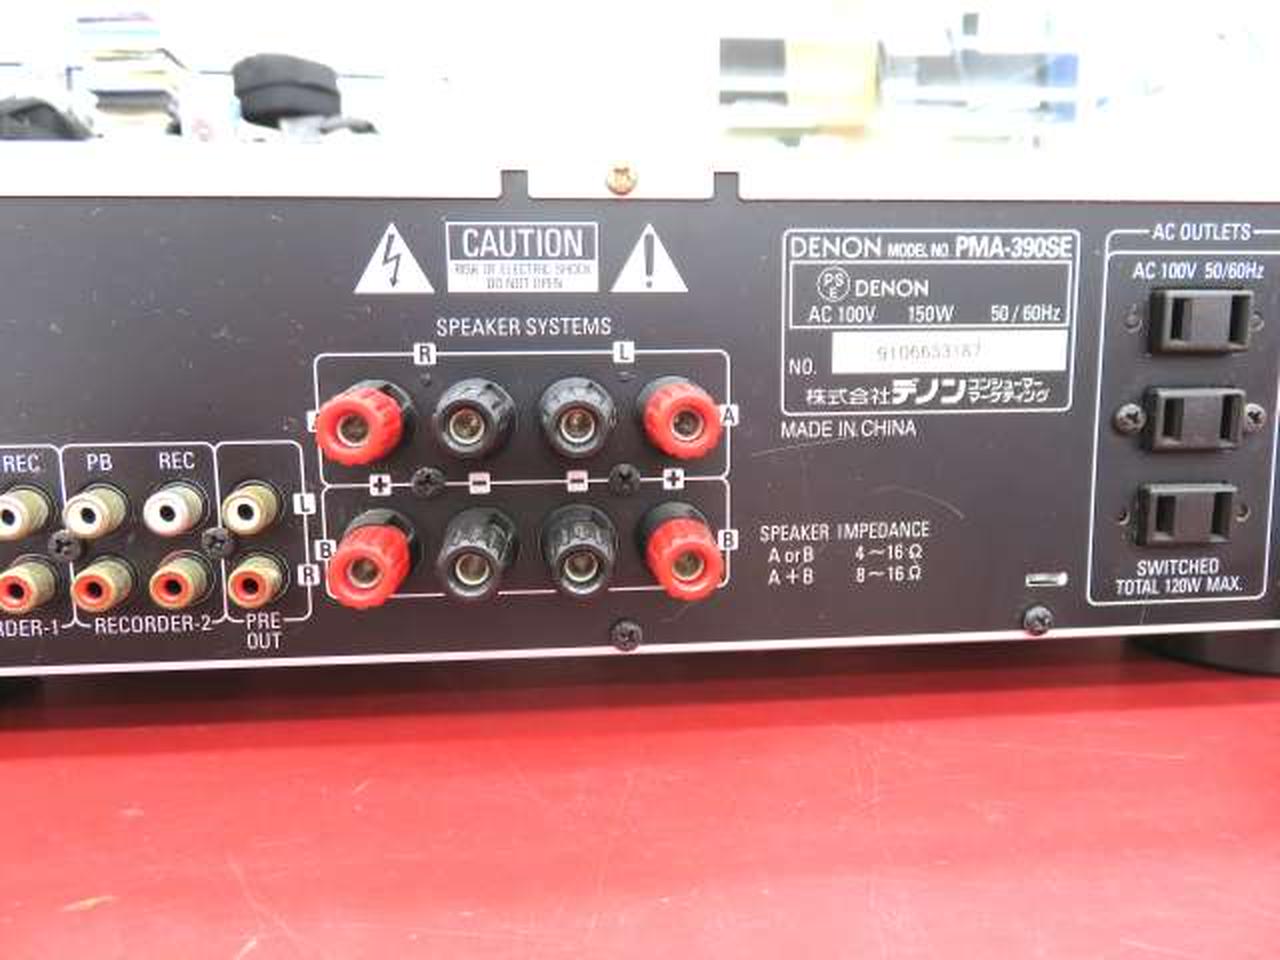 CAUTION
RISK OF ELECTRIC SHOCK
DO NOT OPEN
SPEAKER SYSTEMS
R L
A A
+ - - +
B B
REC PB REC
L
R
RDER-1 RECORDER-2 PRE
OUT
DENON MODEL NO. PMA-390SE
PS
E DENON
AC 100V 150W 50/60Hz
NO. 9106653187
株式会社デノン コンシューマー
マーケティング
MADE IN CHINA
SPEAKER IMPEDANCE
A or B 4～16Ω
A + B 8～16Ω
AC OUTLETS
AC 100V 50/60Hz
SWITCHED
TOTAL 120W MAX.